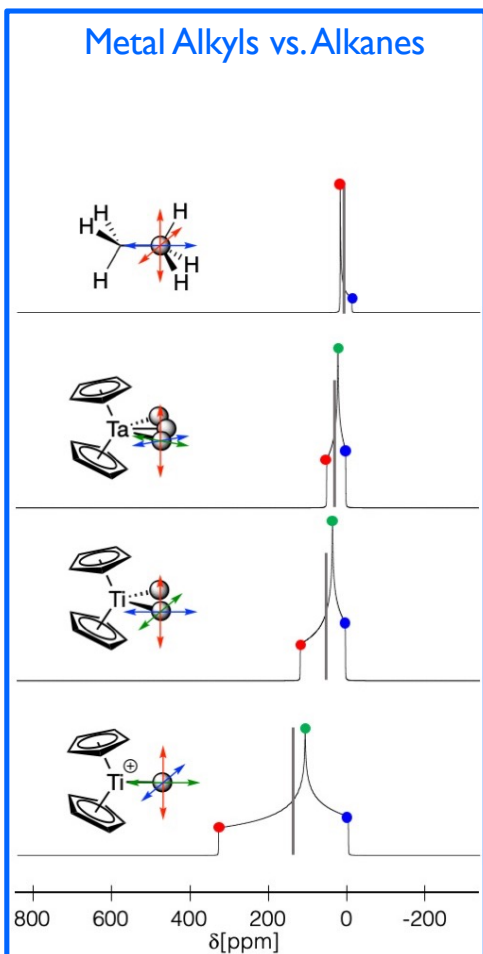 Metal Alkyls vs. Alkanes
H
H
H
H
H
H
Ta
Ti
Ti
⊕
800 600 400 200 0 -200
δ[ppm]